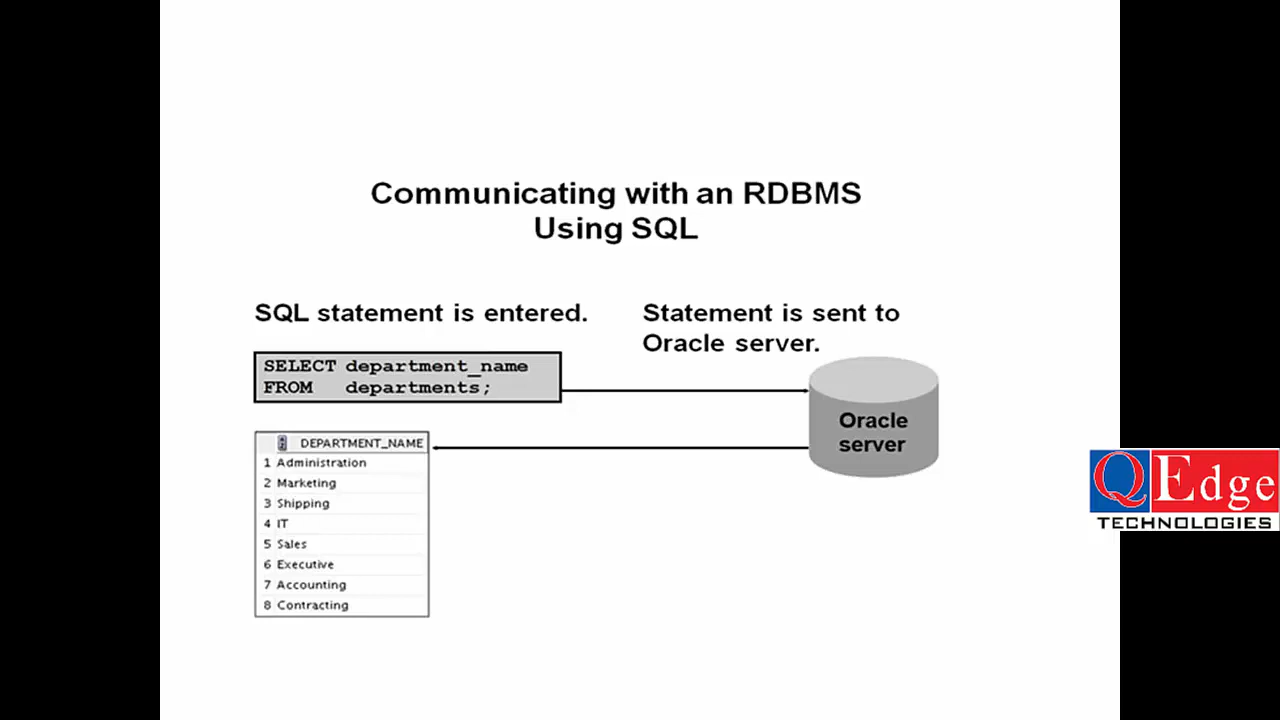 Communicating with an RDBMS
Using SQL
SQL statement is entered.
Statement is sent to
Oracle server.
SELECT department_name
FROM departments;
Oracle
server
DEPARTMENT_NAME
1 Administration
2 Marketing
3 Shipping
4 IT
5 Sales
6 Executive
7 Accounting
8 Contracting
QEdge
TECHNOLOGIES